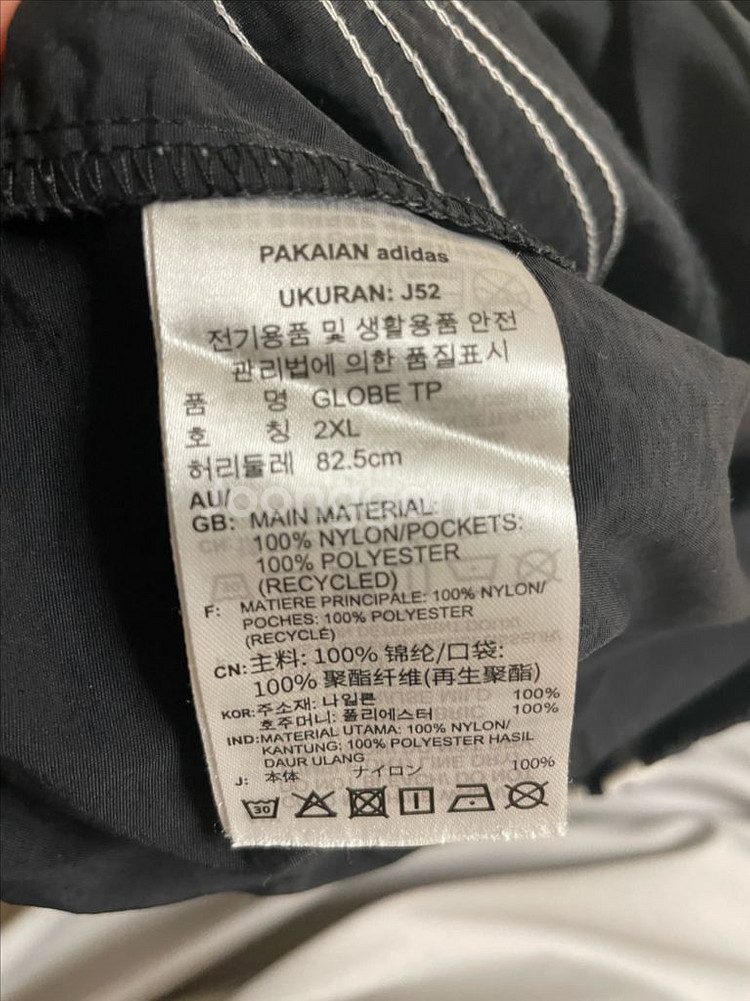 PAKAIAN adidas
UKURAN: J52
전기용품 및 생활용품 안전
관리법에 의한 품질표시
품 명 GLOBE TP
호 칭 2XL
허리둘레 82.5cm
AU/
GB: MAIN MATERIAL:
100% NYLON/POCKETS:
100% POLYESTER
(RECYCLED)
F: MATIERE PRINCIPALE: 100% NYLON/
POCHES: 100% POLYESTER
(RECYCLÉ)
CN: 主料: 100% 锦纶/口袋:
100% 聚酯纤维(再生聚酯)
KOR: 주소재: 나일론 100%
호주머니: 폴리에스터 100%
IND: MATERIAL UTAMA: 100% NYLON/
KANTUNG: 100% POLYESTER HASIL
DAUR ULANG
J: 本体 ナイロン 100%
30